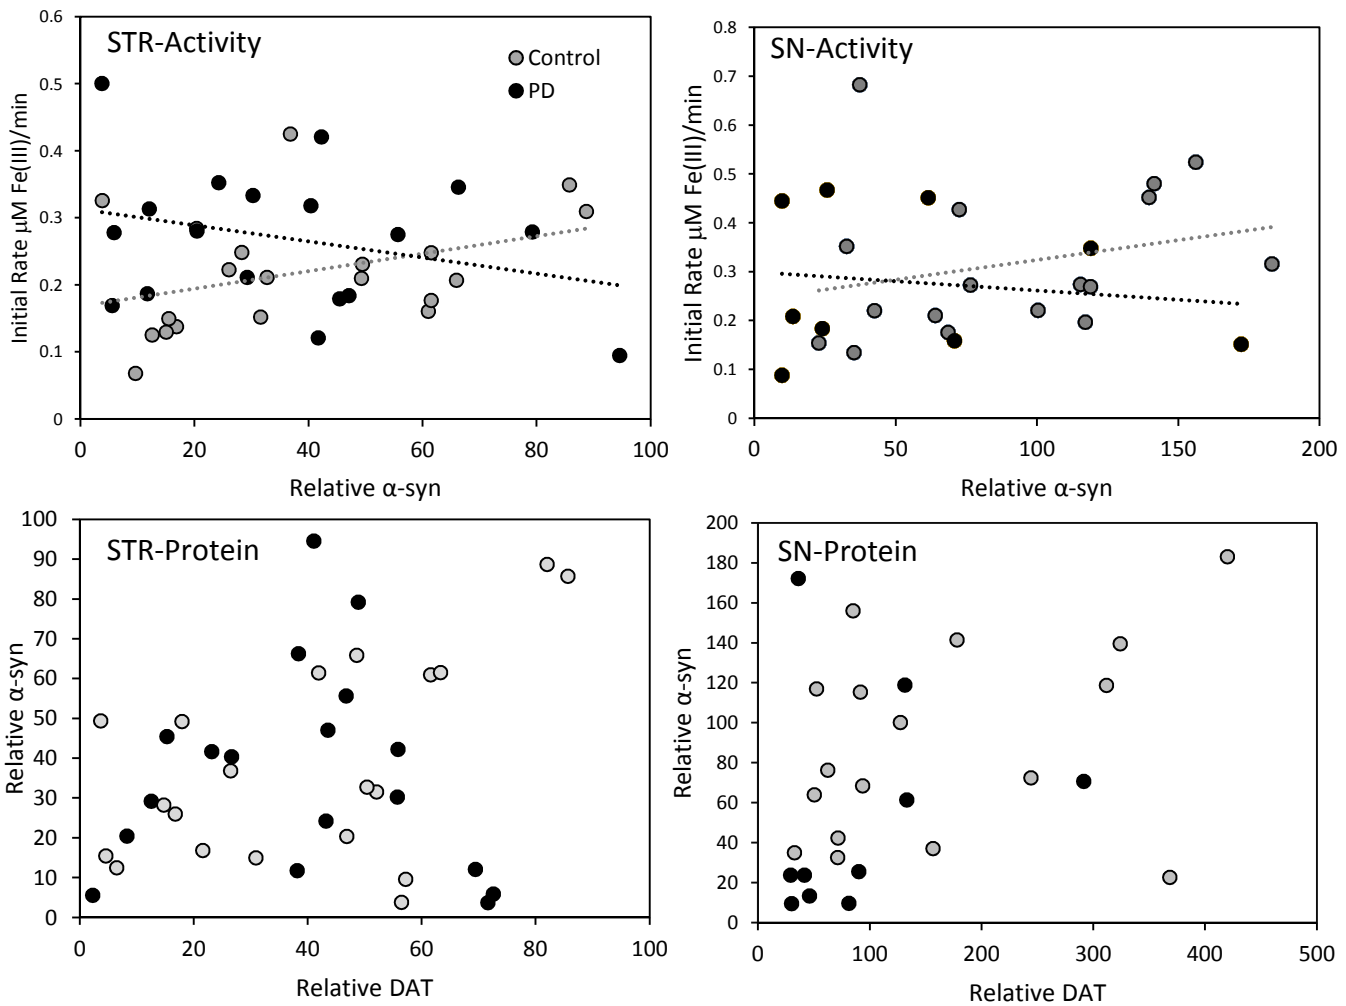 STR-Activity
Control
PD
Initial Rate µM Fe(III)/min
0.6
0.5
0.4
0.3
0.2
0.1
0
0 20 40 60 80 100
Relative α-syn
SN-Activity
Initial Rate µM Fe(III)/min
0.8
0.7
0.6
0.5
0.4
0.3
0.2
0.1
0
0 50 100 150 200
Relative α-syn
STR-Protein
Relative α-syn
100
90
80
70
60
50
40
30
20
10
0
0 20 40 60 80 100
Relative DAT
SN-Protein
Relative α-syn
200
180
160
140
120
100
80
60
40
20
0
0 100 200 300 400 500
Relative DAT